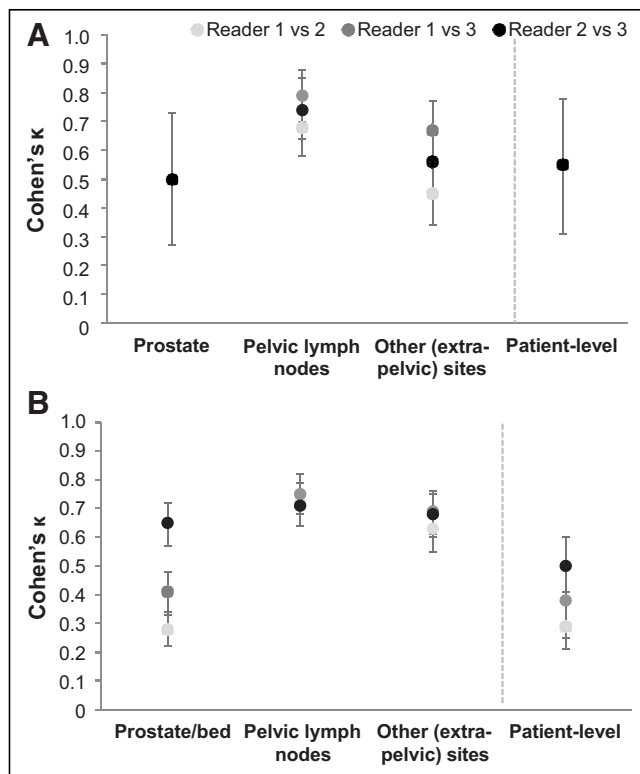 A
Reader 1 vs 2 Reader 1 vs 3 Reader 2 vs 3
1.0
0.9
0.8
0.7
0.6
0.5
0.4
0.3
0.2
0.1
0
Cohen's κ
Prostate
Pelvic lymph
nodes
Other (extra-
pelvic) sites
Patient-level
B
1.0
0.9
0.8
0.7
0.6
0.5
0.4
0.3
0.2
0.1
0
Cohen's κ
Prostate/bed
Pelvic lymph
nodes
Other (extra-
pelvic) sites
Patient-level